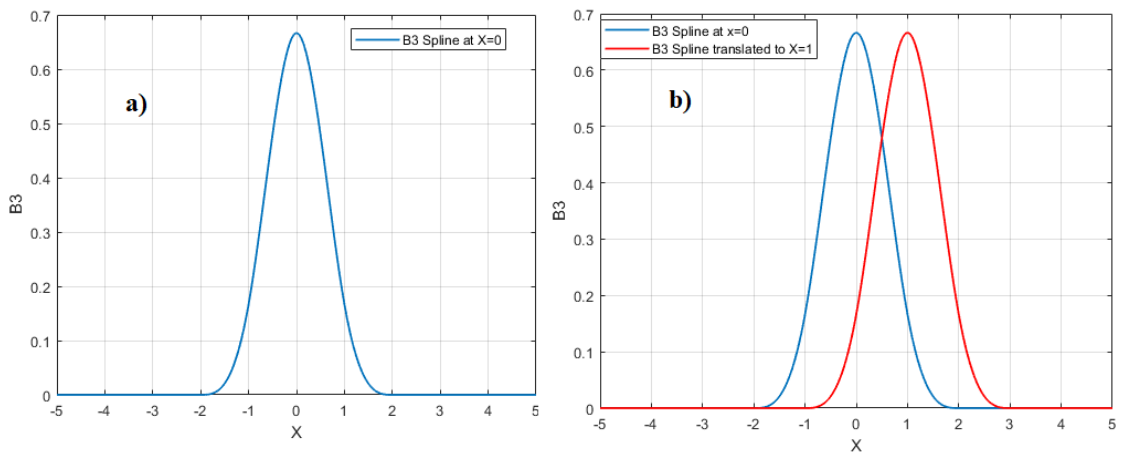 0.7
B3 Spline at X=0
0.6
a)
0.5
0.4
B3
0.3
0.2
0.1
0
-5 -4 -3 -2 -1 0 1 2 3 4 5
X
0.7
B3 Spline at x=0
B3 Spline translated to X=1
0.6
b)
0.5
0.4
B3
0.3
0.2
0.1
0
-5 -4 -3 -2 -1 0 1 2 3 4 5
X